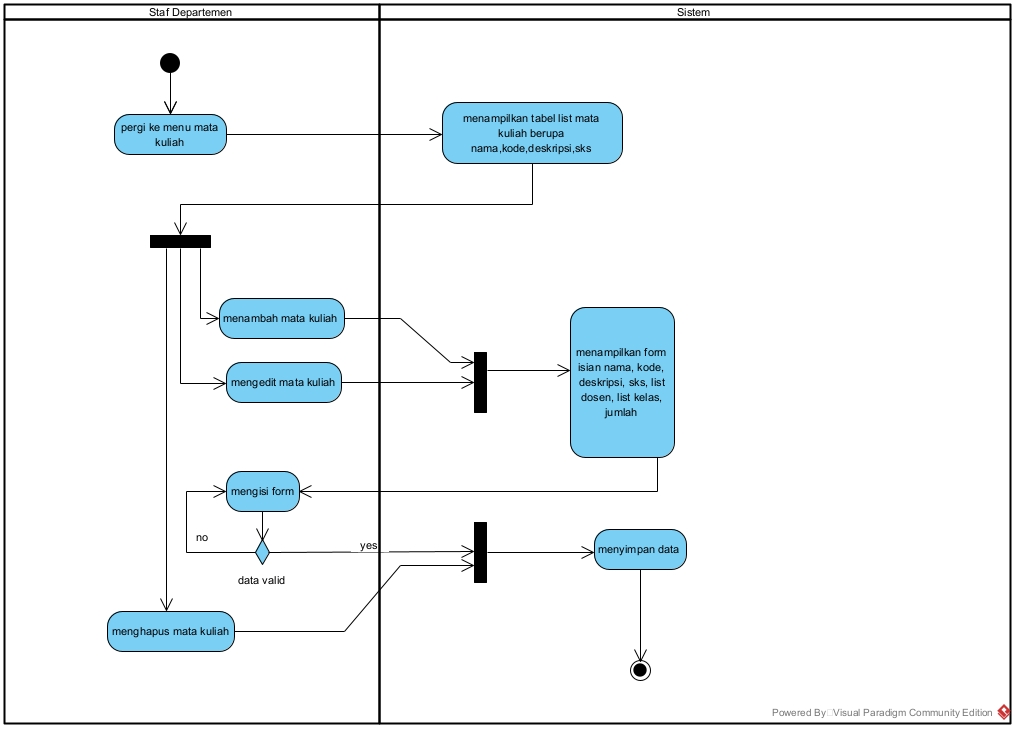 Staf Departemen
Sistem
pergi ke menu mata
kuliah
menampilkan tabel list mata
kuliah berupa
nama,kode,deskripsi,sks
menambah mata kuliah
mengedit mata kuliah
menampilkan form
isian nama, kode,
deskripsi, sks, list
dosen, list kelas,
jumlah
mengisi form
no
yes
data valid
menyimpan data
menghapus mata kuliah
Powered By Visual Paradigm Community Edition